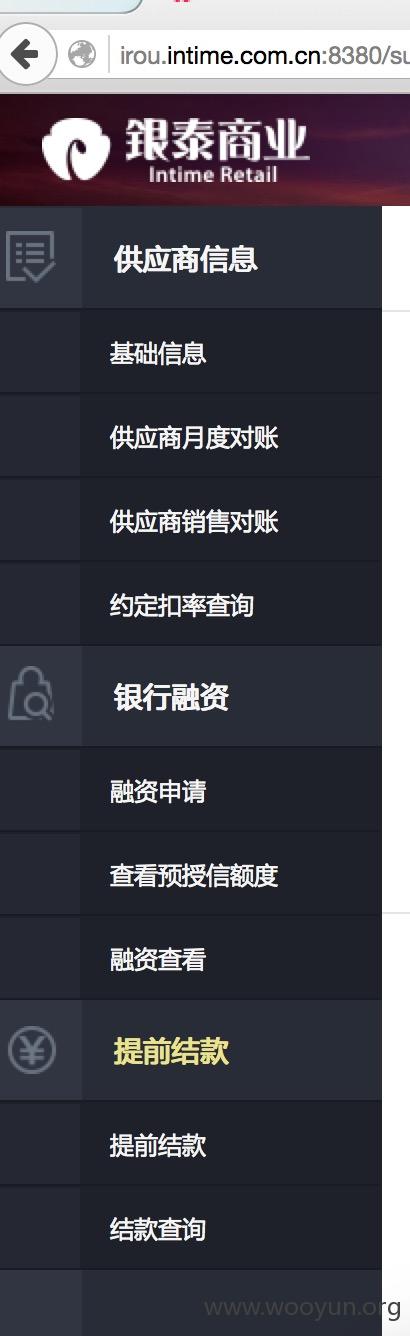 irou.intime.com.cn:8380/su
銀泰商业
Intime Retail
供应商信息
基础信息
供应商月度对账
供应商销售对账
约定扣率查询
银行融资
融资申请
查看预授信额度
融资查看
提前结款
提前结款
结款查询
www.wooyun.org